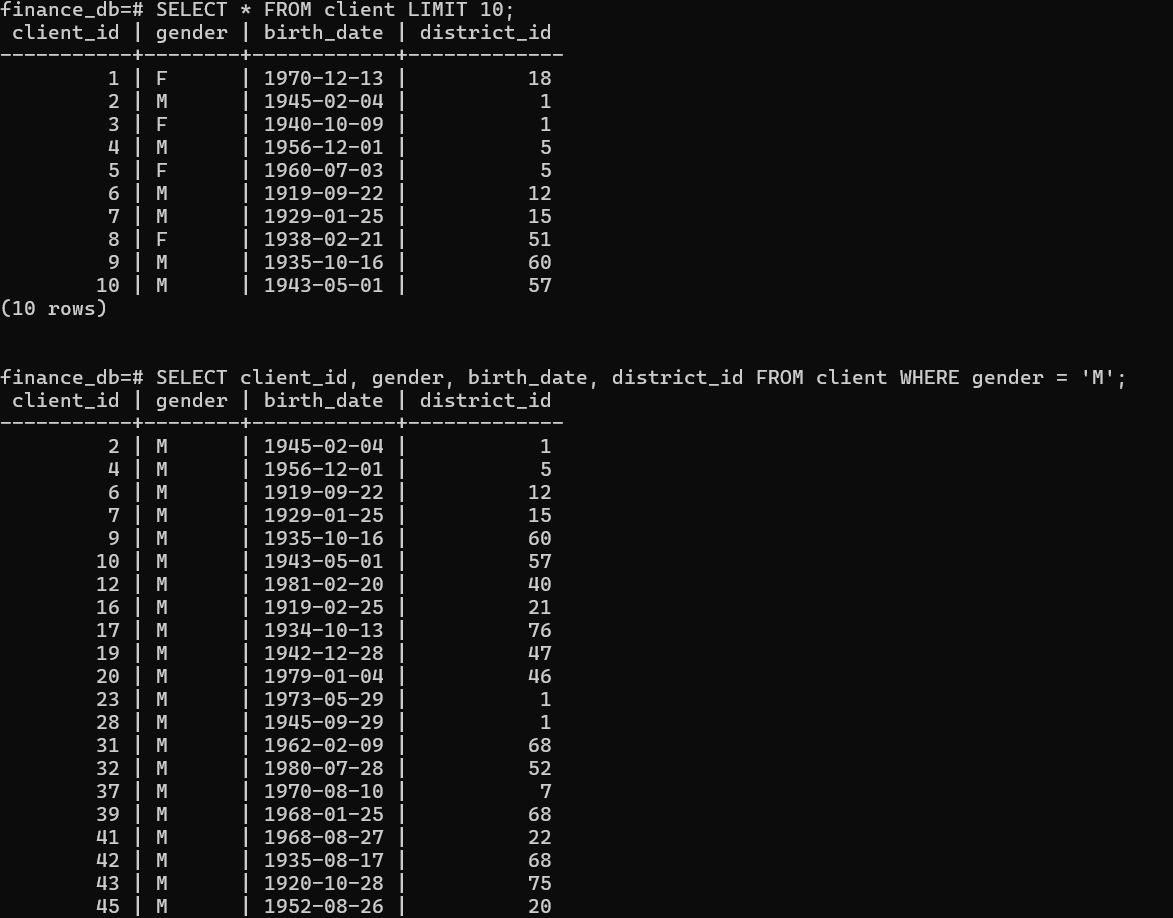 finance_db=# SELECT * FROM client LIMIT 10;
 client_id | gender | birth_date | district_id
-----------+--------+------------+-------------
         1 | F      | 1970-12-13 |          18
         2 | M      | 1945-02-04 |           1
         3 | F      | 1940-10-09 |           1
         4 | M      | 1956-12-01 |           5
         5 | F      | 1960-07-03 |           5
         6 | M      | 1919-09-22 |          12
         7 | M      | 1929-01-25 |          15
         8 | F      | 1938-02-21 |          51
         9 | M      | 1935-10-16 |          60
        10 | M      | 1943-05-01 |          57
(10 rows)
finance_db=# SELECT client_id, gender, birth_date, district_id FROM client WHERE gender = 'M';
 client_id | gender | birth_date | district_id
-----------+--------+------------+-------------
         2 | M      | 1945-02-04 |           1
         4 | M      | 1956-12-01 |           5
         6 | M      | 1919-09-22 |          12
         7 | M      | 1929-01-25 |          15
         9 | M      | 1935-10-16 |          60
        10 | M      | 1943-05-01 |          57
        12 | M      | 1981-02-20 |          40
        16 | M      | 1919-02-25 |          21
        17 | M      | 1934-10-13 |          76
        19 | M      | 1942-12-28 |          47
        20 | M      | 1979-01-04 |          46
        23 | M      | 1973-05-29 |           1
        28 | M      | 1945-09-29 |           1
        31 | M      | 1962-02-09 |          68
        32 | M      | 1980-07-28 |          52
        37 | M      | 1970-08-10 |           7
        39 | M      | 1968-01-25 |          68
        41 | M      | 1968-08-27 |          22
        42 | M      | 1935-08-17 |          68
        43 | M      | 1920-10-28 |          75
        45 | M      | 1952-08-26 |          20